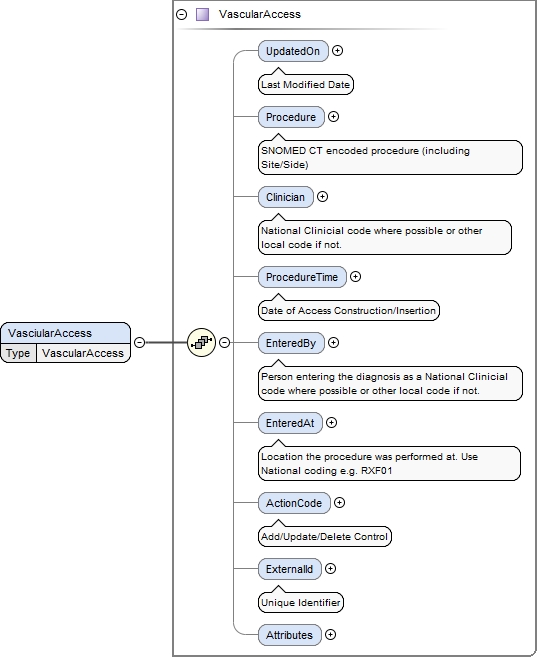 VascularAccess
UpdatedOn
Last Modified Date
Procedure
SNOMED CT encoded procedure (including
Site/Side)
Clinician
National Clinicial code where possible or other
local code if not.
ProcedureTime
Date of Access Construction/Insertion
VasciularAccess
Type VascularAccess
EnteredBy
Person entering the diagnosis as a National Clinicial
code where possible or other local code if not.
EnteredAt
Location the procedure was performed at. Use
National coding e.g. RXF01
ActionCode
Add/Update/Delete Control
ExternalId
Unique Identifier
Attributes